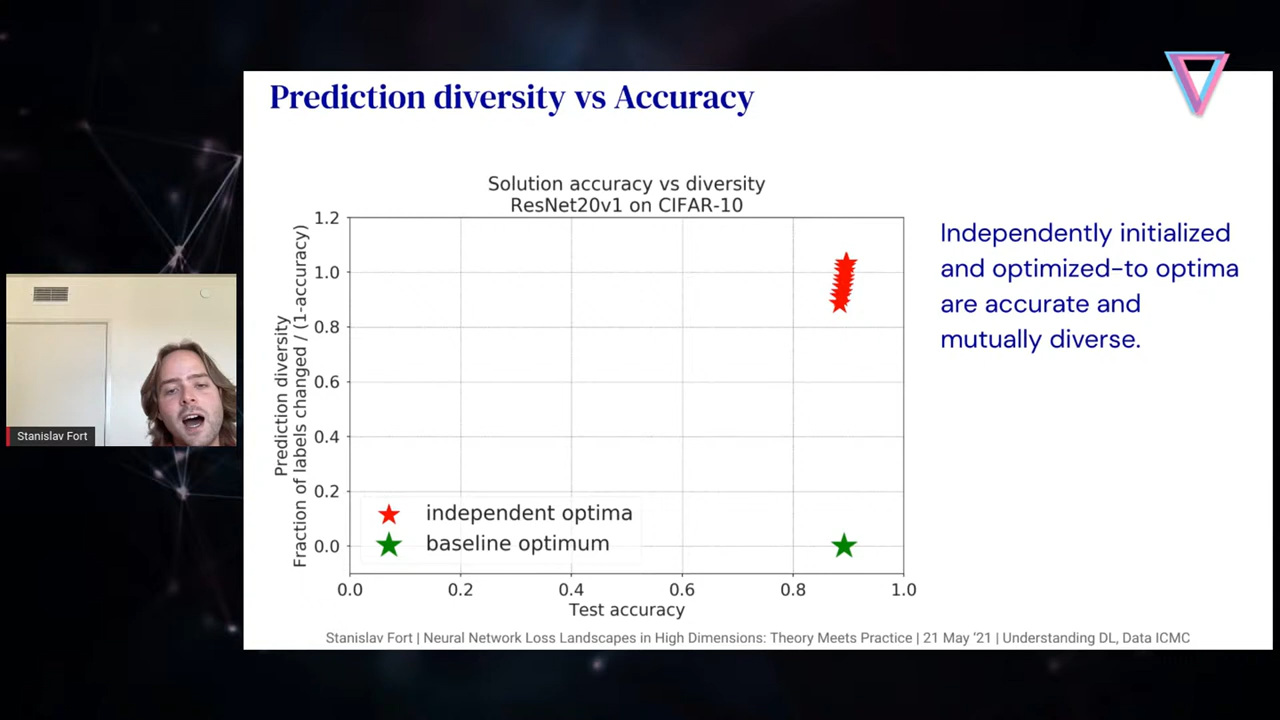 Prediction diversity vs Accuracy
Solution accuracy vs diversity
ResNet20v1 on CIFAR-10
Prediction diversity
Fraction of labels changed / (1-accuracy)
1.2
1.0
0.8
0.6
0.4
0.2
0.0
independent optima
baseline optimum
0.0 0.2 0.4 0.6 0.8 1.0
Test accuracy
Independently initialized
and optimized-to optima
are accurate and
mutually diverse.
Stanislav Fort
Stanislav Fort | Neural Network Loss Landscapes in High Dimensions: Theory Meets Practice | 21 May ‘21 | Understanding DL, Data ICMC